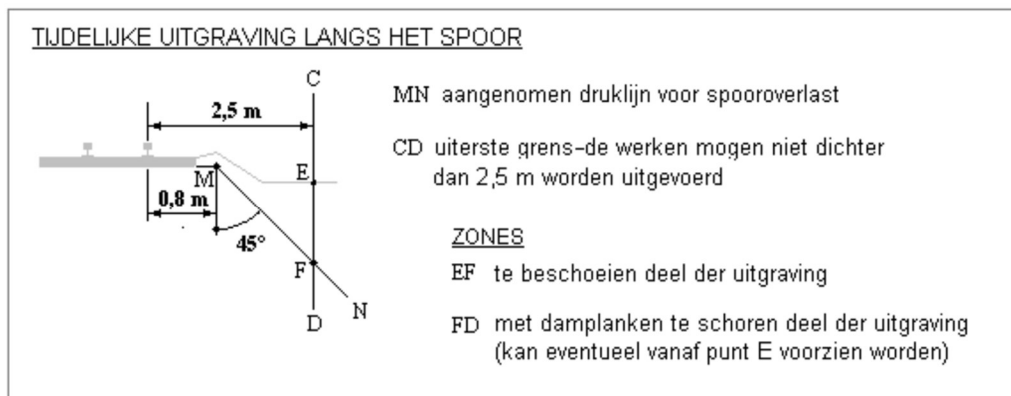 TIJDELIJKE UITGRAVING LANGS HET SPOOR
C
2,5 m
MN aangenomen druklijn voor spooroverlast
CD uiterste grens-de werken mogen niet dichter
dan 2,5 m worden uitgevoerd
M
E
0,8 m
45°
ZONES
EF te beschoeien deel der uitgraving
F
N
D
FD met damplanken te schoren deel der uitgraving
(kan eventueel vanaf punt E voorzien worden)